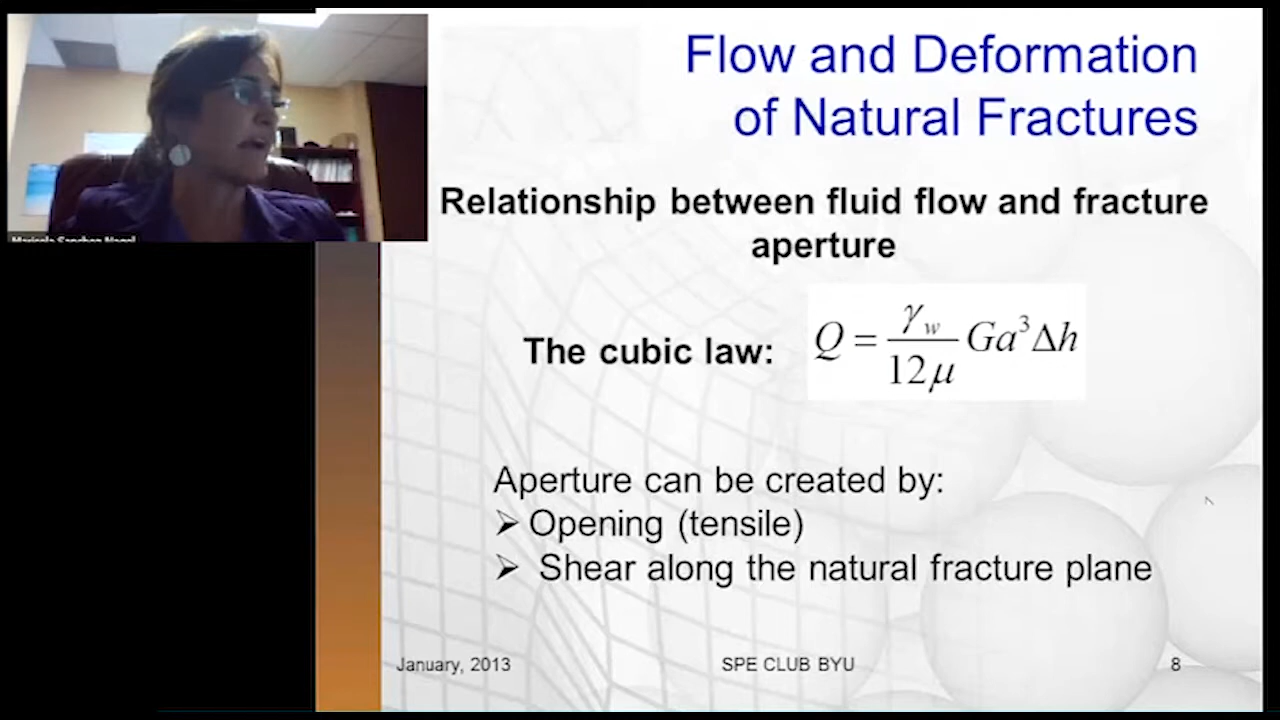 Flow and Deformation
of Natural Fractures
Relationship between fluid flow and fracture
aperture
The cubic law: Q = γw/12μ Ga³Δh
Aperture can be created by:
➢ Opening (tensile)
➢ Shear along the natural fracture plane
January, 2013 SPE CLUB BYU 8